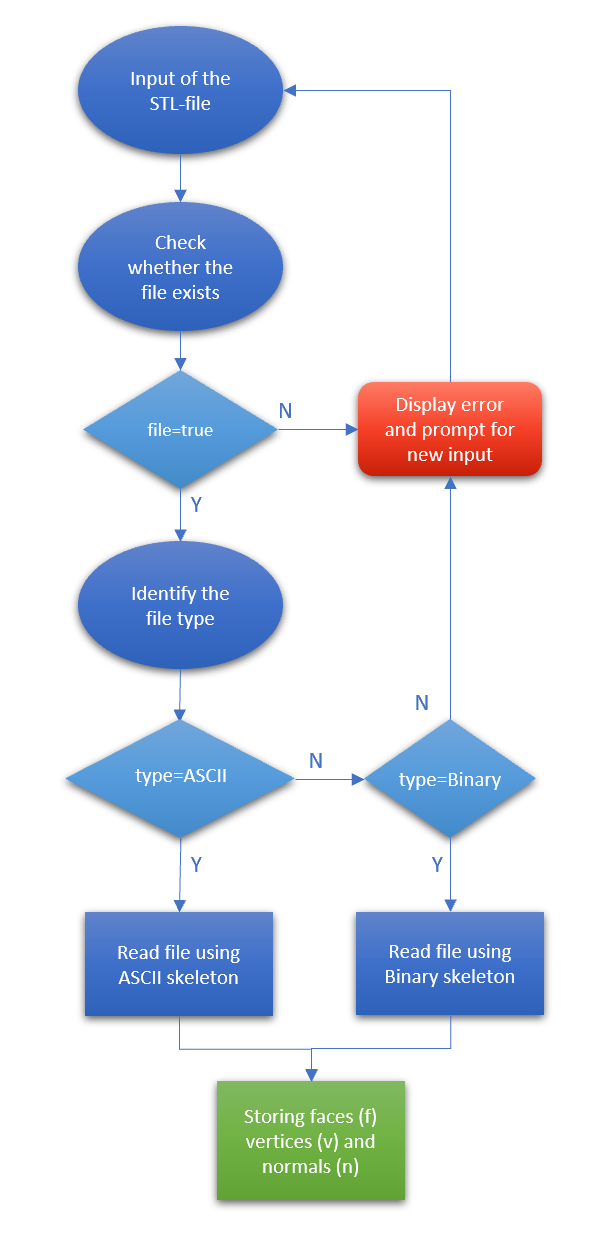 Input of the
STL-file
Check
whether the
file exists
file=true
N
Display error
and prompt for
new input
Y
Identify the
file type
N
type=ASCII
N
type=Binary
Y
Y
Read file using
ASCII skeleton
Read file using
Binary skeleton
Storing faces (f)
vertices (v) and
normals (n)